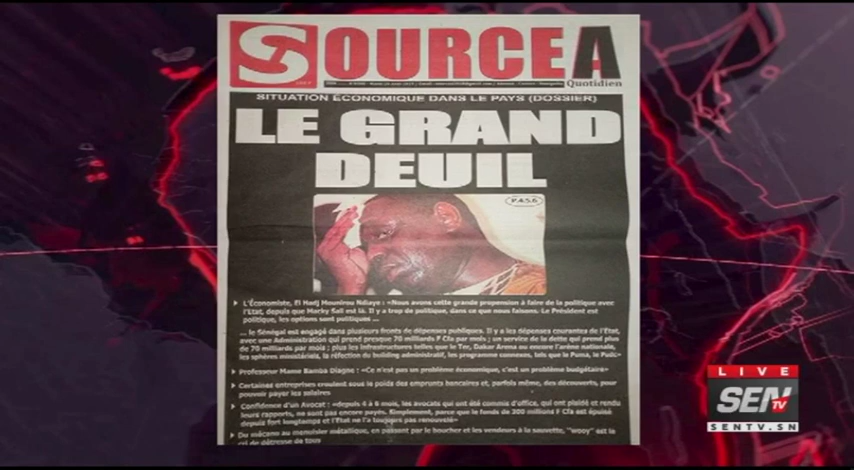 SOURCEA
Quotidien
SITUATION ECONOMIQUE DANS LE PAYS (DOSSIER)
LE GRAND
DEUIL
P.A5.6
L'Économiste, El Hadj Mounirou Ndiaye : «Nous avons cette grande propension à faire de la politique avec
l'Etat, depuis que Macky Sall est là. Il y a trop de politique, dans ce que nous faisons. Le Président est
politique, les options sont politiques ...
... le Sénégal est engagé dans plusieurs fronts de dépenses publiques. Il y a les dépenses courantes de l'Etat,
avec une Administration qui prend presque 70 milliards F Cfa par mois ; un service de la dette qui prend plus
de 70 milliards par mois ; plus les infrastructures telles que le Ter, Dakar Arena ou encore l'arène nationale,
les sphères ministériels, la réfection du building administratif, les programmes connexes, tels que le Puma, le Pudc»
Professeur Mame Bamba Diagne : «Ce n'est pas un problème économique, c'est un problème budgétaire»
Certaines entreprises croulent sous le poids des emprunts bancaires et, parfois même, des découverts, pour
pouvoir payer les salaires
Confidence d'un Avocat : «depuis 4 à 6 mois, les avocats qui ont été commis d'office, qui ont plaidé et rendu
leurs rapports, ne sont pas encore payés. Simplement, parce que le fonds de 300 millions F Cfa est épuisé
depuis fort longtemps et l'Etat ne l'a toujours pas renouvelé»
Du mécano au menuisier métallique, en passant par le boucher et les vendeurs à la sauvette, "wooy" est le
cri de détresse de tous
LIVE
SEN TV
SENTV.SN